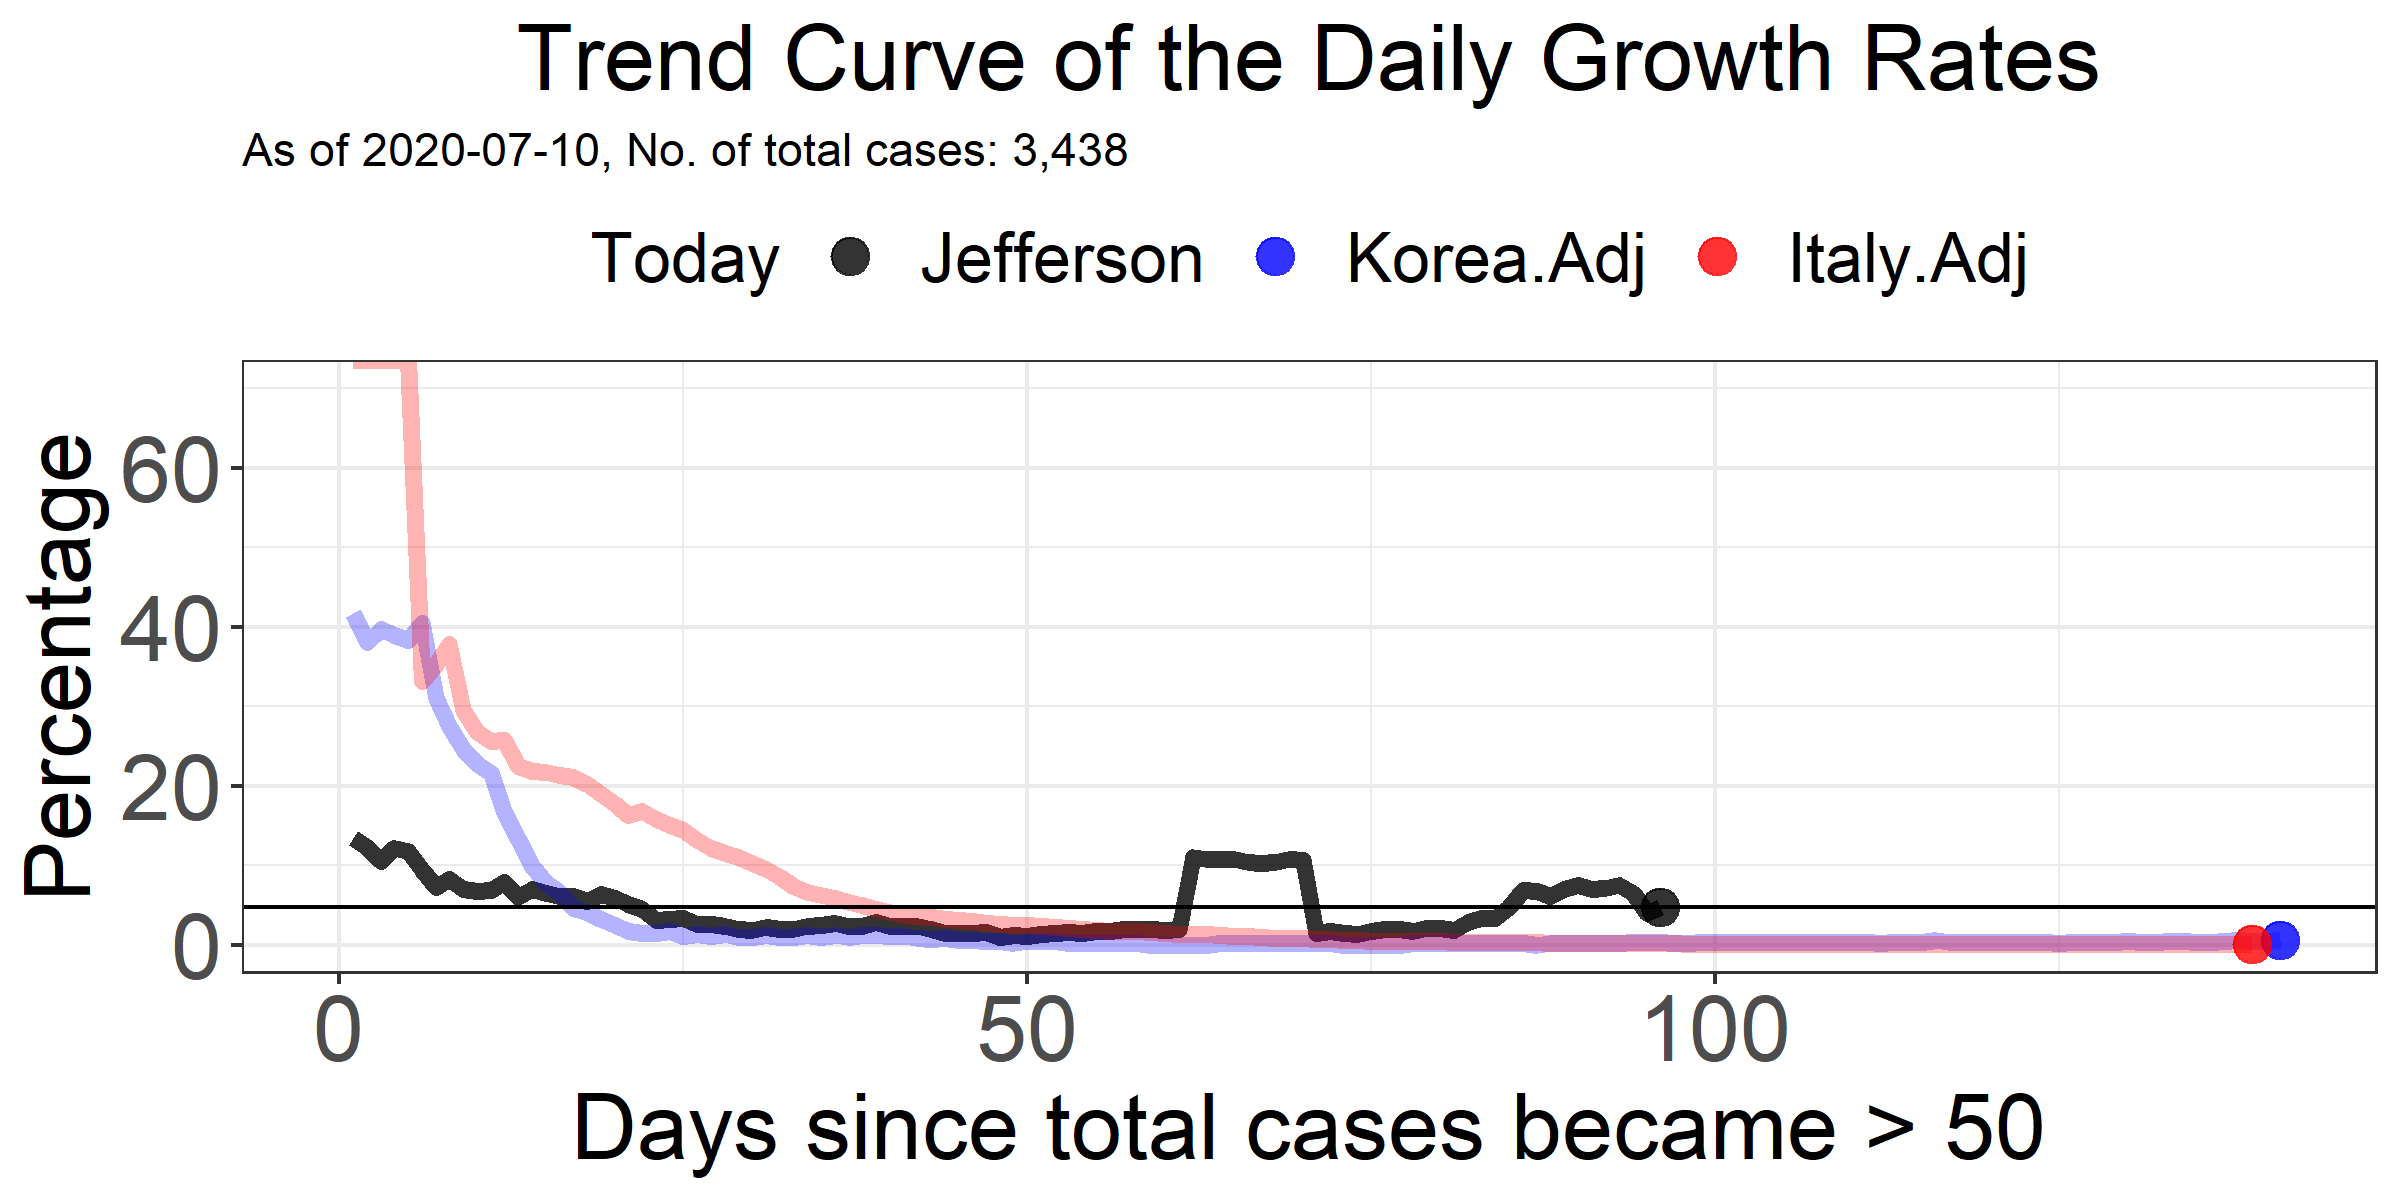 Trend Curve of the Daily Growth Rates
As of 2020-07-10, No. of total cases: 3,438
Today Jefferson Korea.Adj Italy.Adj
Percentage
60
40
20
0
0 50 100
Days since total cases became > 50